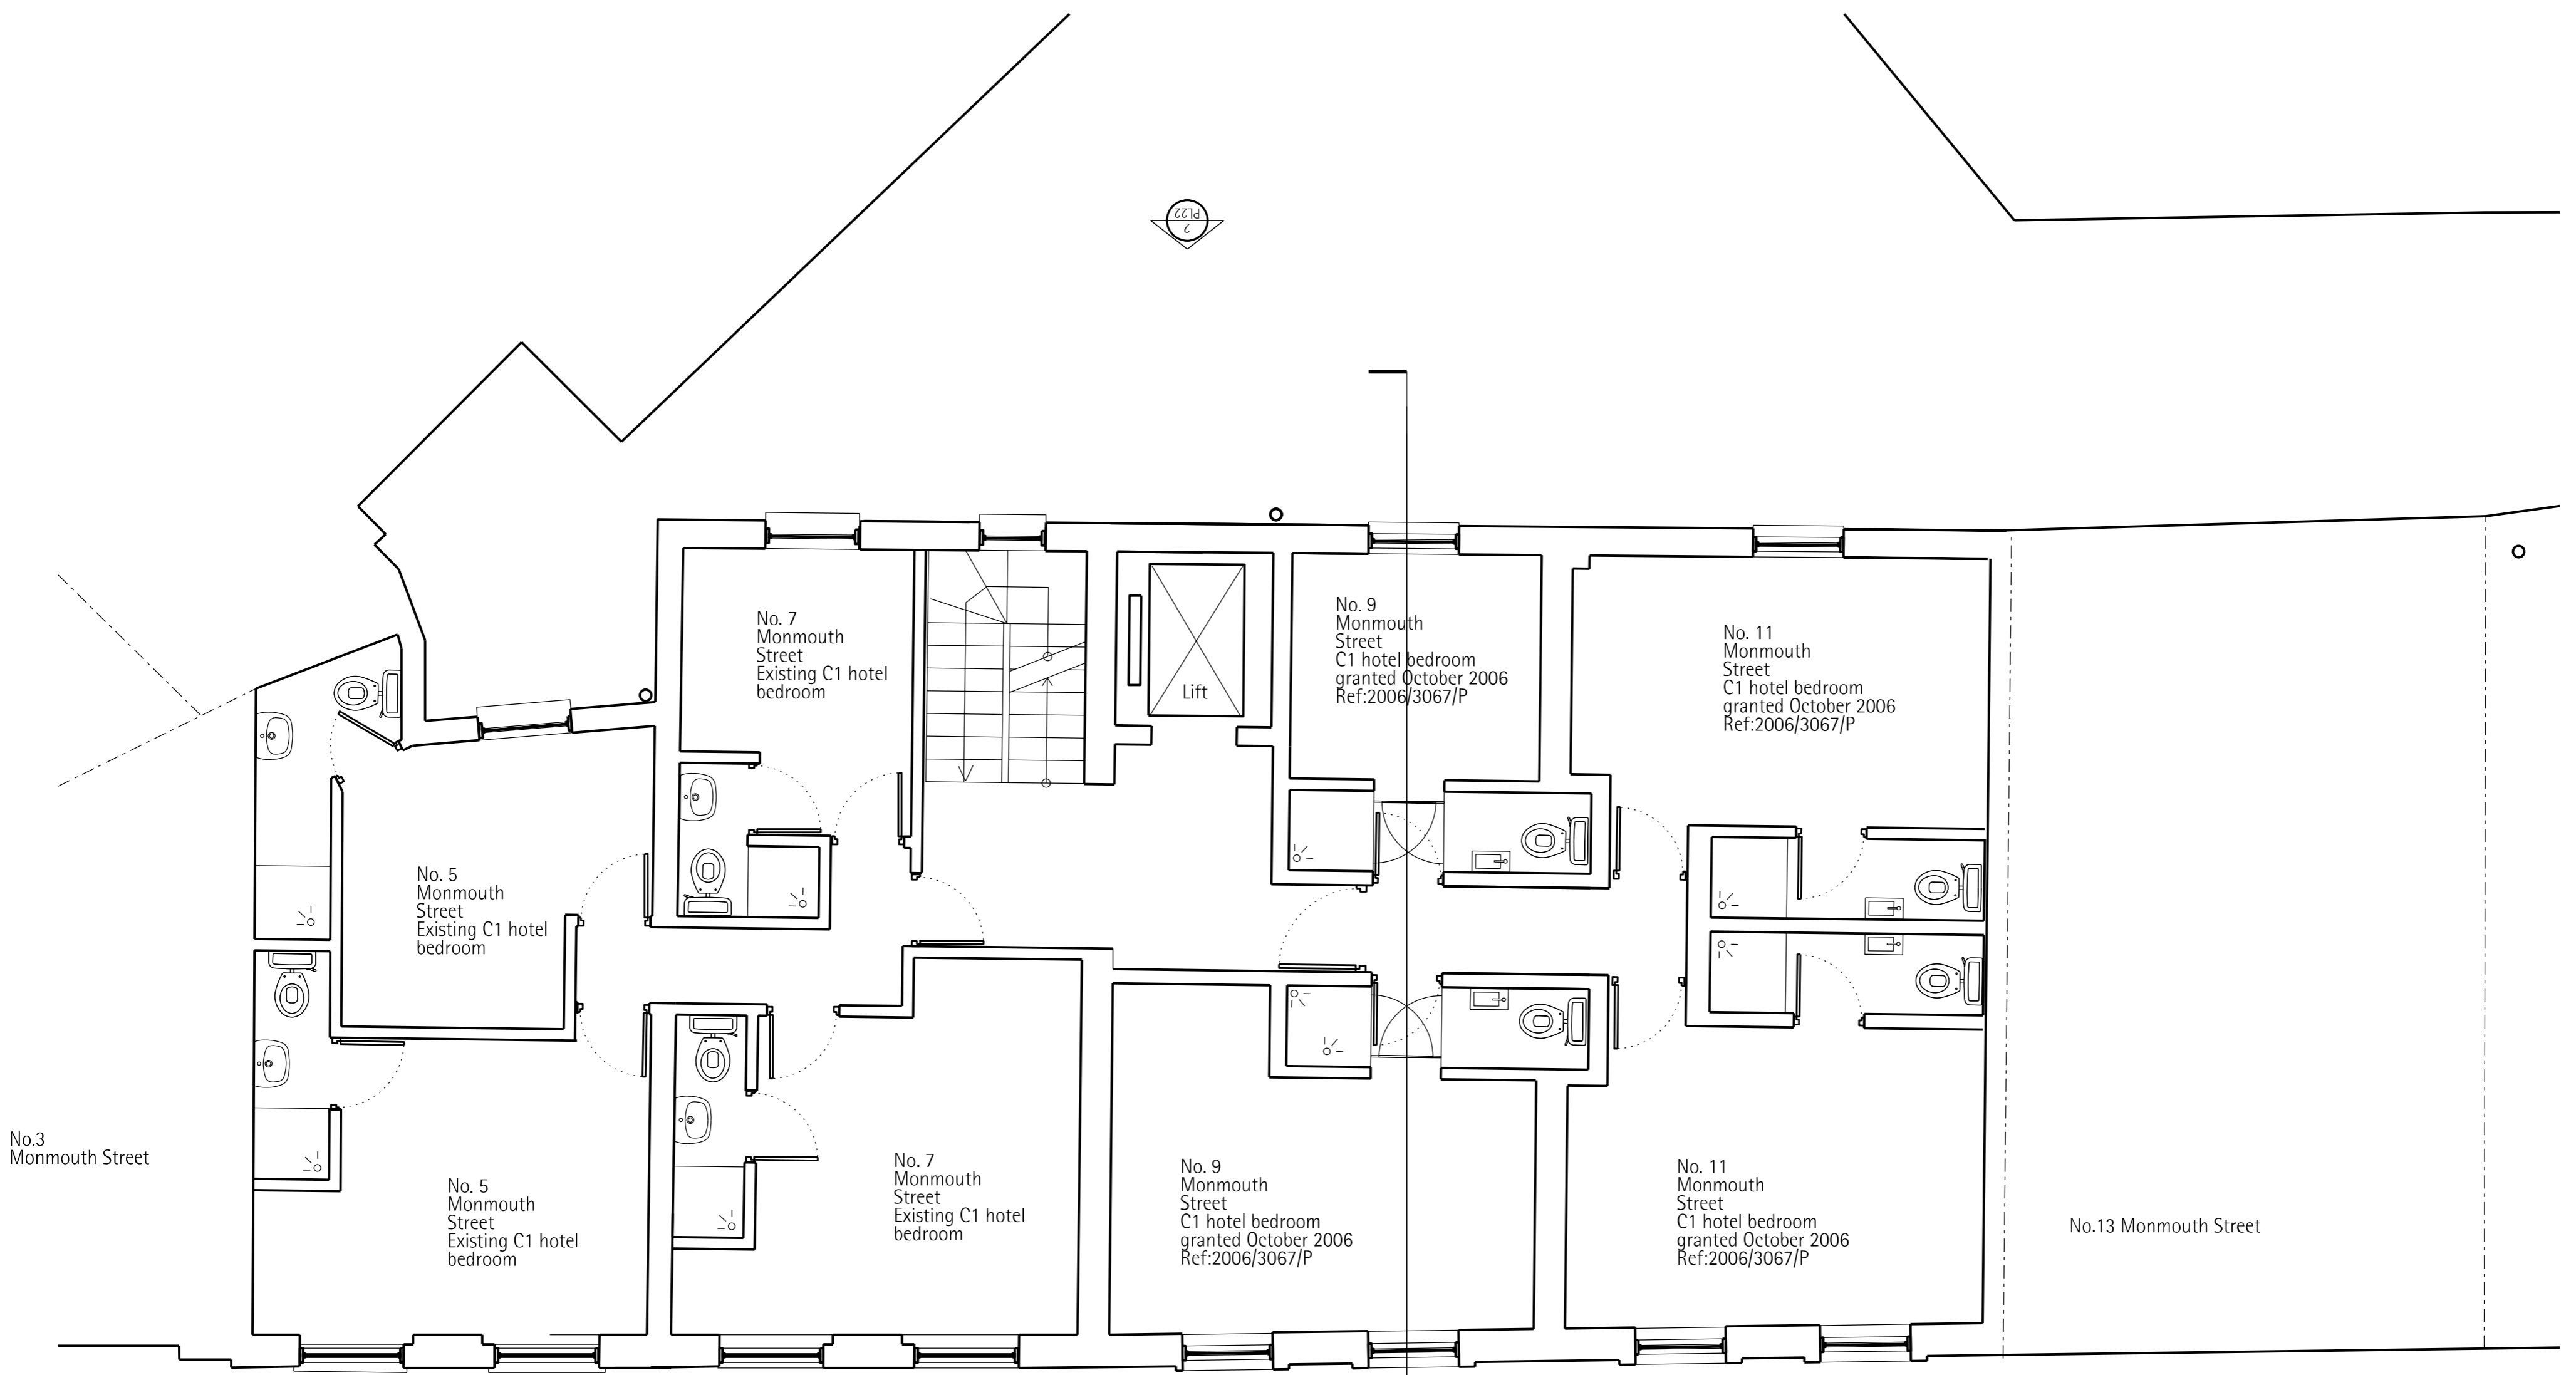 PL22
2
No. 7
Monmouth
Street
Existing C1 hotel
bedroom
Lift
No. 9
Monmouth
Street
C1 hotel bedroom
granted October 2006
Ref:2006/3067/P
No. 11
Monmouth
Street
C1 hotel bedroom
granted October 2006
Ref:2006/3067/P
No. 5
Monmouth
Street
Existing C1 hotel
bedroom
No.3
Monmouth Street
No. 5
Monmouth
Street
Existing C1 hotel
bedroom
No. 7
Monmouth
Street
Existing C1 hotel
bedroom
No. 9
Monmouth
Street
C1 hotel bedroom
granted October 2006
Ref:2006/3067/P
No. 11
Monmouth
Street
C1 hotel bedroom
granted October 2006
Ref:2006/3067/P
No.13 Monmouth Street